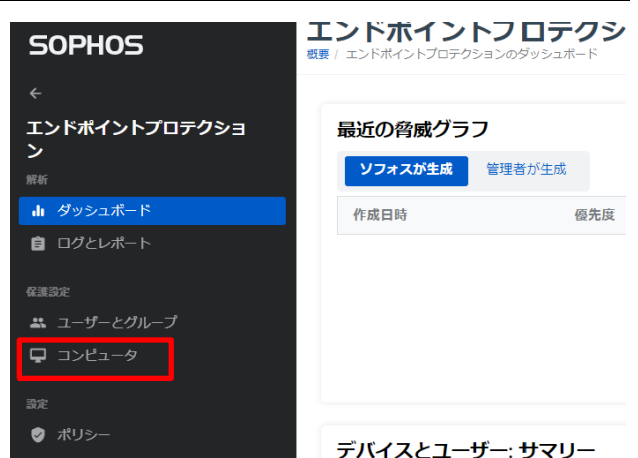 SOPHOS
エンドポイントプロテクショ
ン
解析
ダッシュボード
ログとレポート
保護設定
ユーザーとグループ
コンピュータ
設定
ポリシー
エンドポイントプロテクシ
概要 / エンドポイントプロテクションのダッシュボード
最近の脅威グラフ
ソフォスが生成 管理者が生成
作成日時 優先度
デバイスとユーザー: サマリー